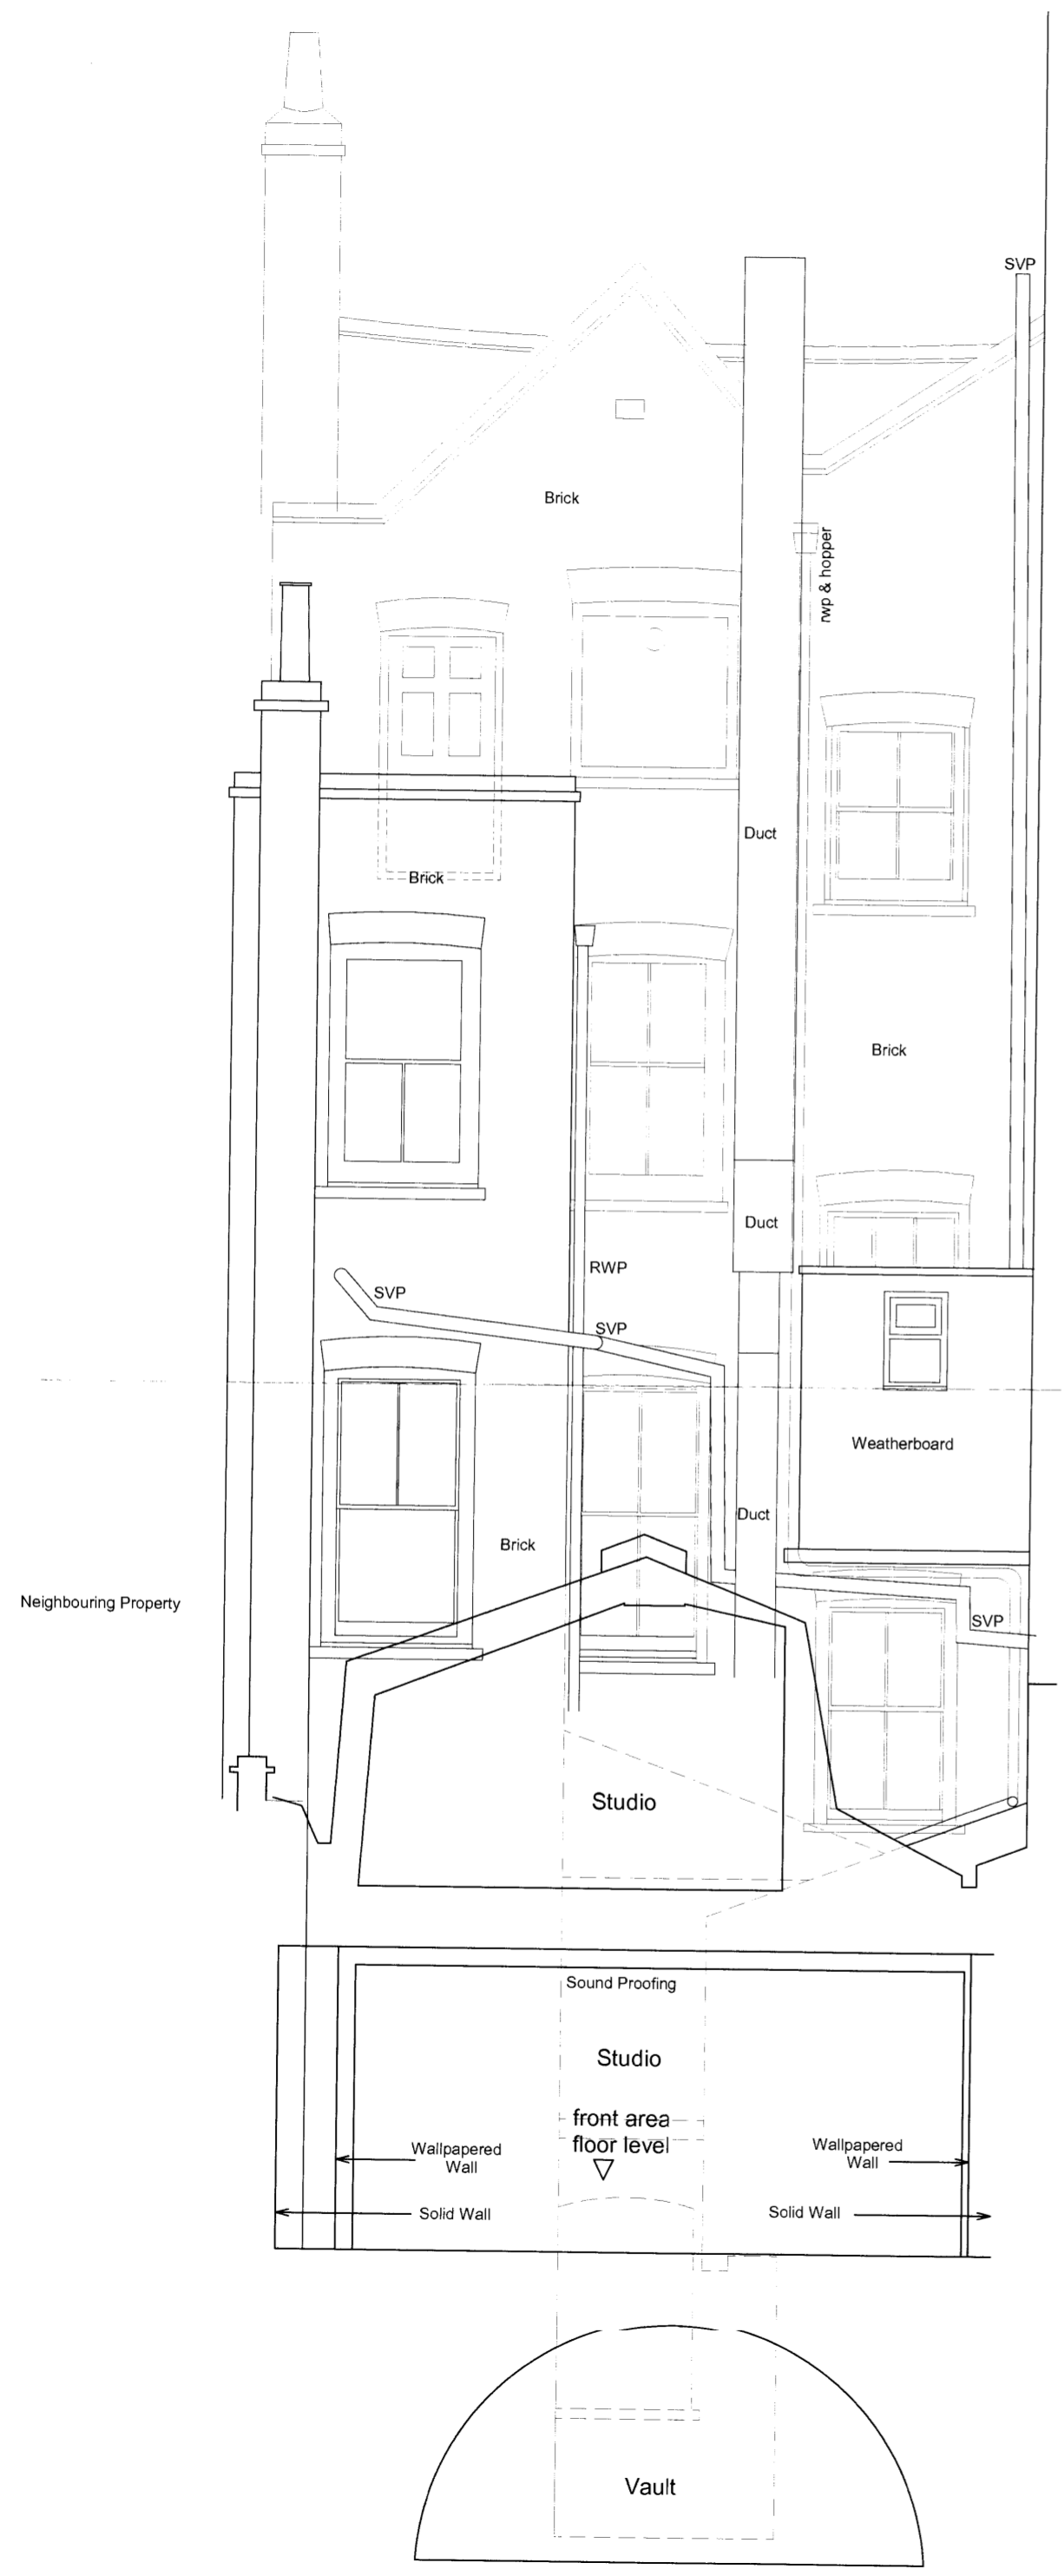 SVP
Brick
rwp & hopper
Duct
Brick
Brick
Duct
RWP
SVP
SVP
Weatherboard
Duct
Brick
Neighbouring Property
SVP
Studio
Sound Proofing
Studio
front area
floor level
Wallpapered
Wall
Wallpapered
Wall
Solid Wall
Solid Wall
Vault